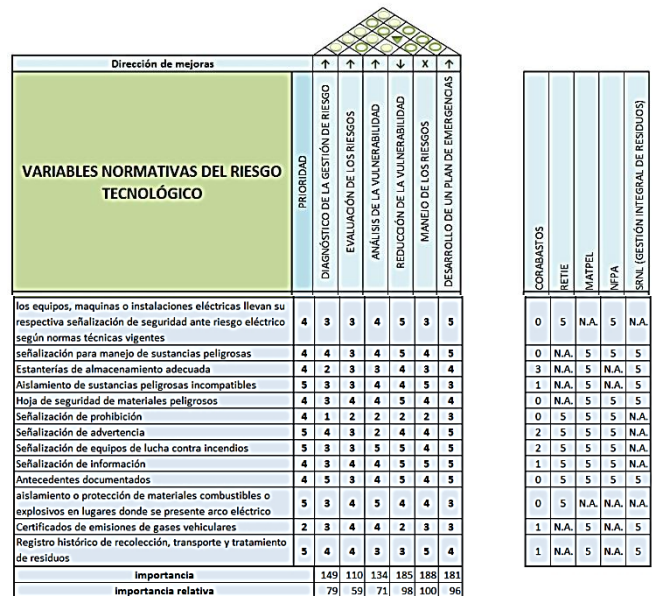 Dirección de mejoras ↑ ↑ ↑ ↓ X ↑
VARIABLES NORMATIVAS DEL RIESGO
TECNOLÓGICO
PRIORIDAD
DIAGNÓSTICO DE LA GESTIÓN DE RIESGO
EVALUACIÓN DE LOS RIESGOS
ANÁLISIS DE LA VULNERABILIDAD
REDUCCIÓN DE LA VULNERABILIDAD
MANEJO DE LOS RIESGOS
DESARROLLO DE UN PLAN DE EMERGENCIAS
CORABASTOS
RETIE
MATPEL
NFPA
SRNL (GESTIÓN INTEGRAL DE RESIDUOS)
los equipos, maquinas o instalaciones eléctricas llevan su
respectiva señalización de seguridad ante riesgo eléctrico 4 3 3 4 5 3 5 0 5 N.A. 5 N.A.
según normas técnicas vigentes
señalización para manejo de sustancias peligrosas 4 4 3 4 5 4 5 0 N.A. 5 5 5
Estanterías de almacenamiento adecuada 4 2 3 3 4 3 4 3 N.A. 5 N.A. 5
Aislamiento de sustancias peligrosas incompatibles 5 3 3 4 4 5 3 1 N.A. 5 N.A. 5
Hoja de seguridad de materiales peligrosos 4 3 4 4 5 4 4 0 N.A. 5 5 5
Señalización de prohibición 4 1 2 2 2 2 3 0 5 5 5 N.A.
Señalización de advertencia 5 4 3 2 4 4 5 2 5 5 5 N.A.
Señalización de equipos de lucha contra incendios 5 3 3 5 5 4 5 2 5 5 5 N.A.
Señalización de información 4 3 4 4 5 5 5 1 5 5 5 N.A.
Antecedentes documentados 4 5 3 4 5 4 5 0 5 5 5 5
aislamiento o protección de materiales combustibles o
explosivos en lugares donde se presente arco eléctrico 5 3 4 5 4 4 3 0 5 N.A. N.A. N.A.
Certificados de emisiones de gases vehiculares 2 3 4 4 2 3 3 1 N.A. 5 N.A. 5
Registro histórico de recolección, transporte y tratamiento
de residuos 5 4 4 3 3 5 4 1 N.A. 5 N.A. 5
importancia 149 110 134 185 188 181
importancia relativa 79 59 71 98 100 96